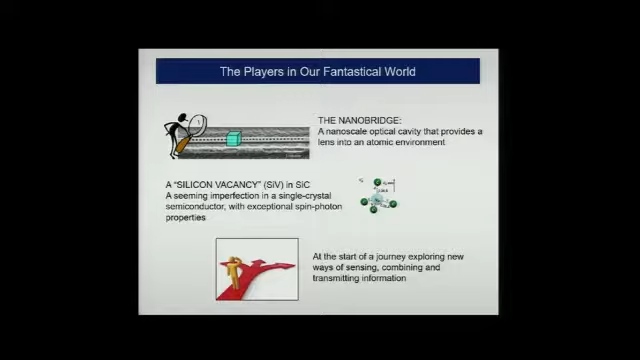 The Players in Our Fantastical World
THE NANOBRIDGE:
A nanoscale optical cavity that provides a
lens into an atomic environment
A "SILICON VACANCY" (SiV) in SiC
A seeming imperfection in a single-crystal
semiconductor, with exceptional spin-photon
properties
At the start of a journey exploring new
ways of sensing, combining and
transmitting information